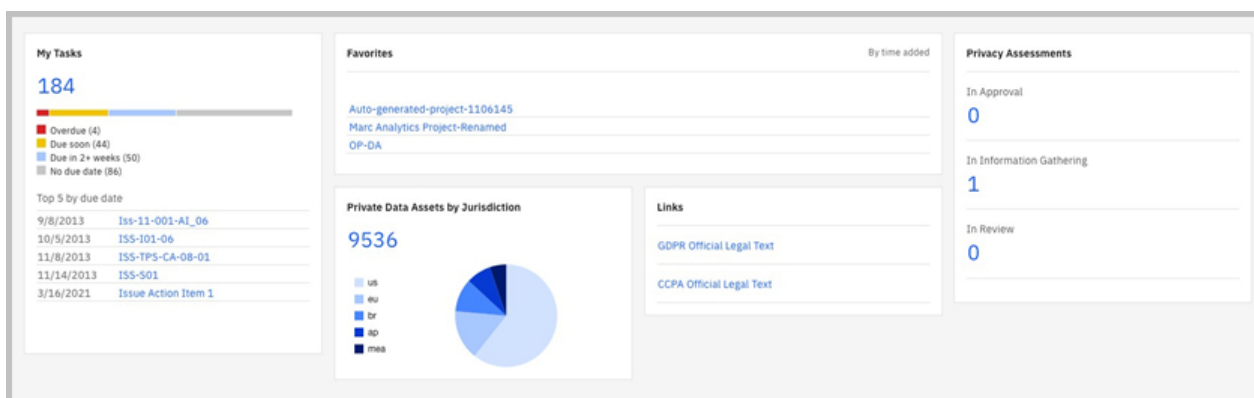 My Tasks
184
Overdue (4)
Due soon (44)
Due in 2+ weeks (50)
No due date (86)
Top 5 by due date
9/8/2013 Iss-11-001-AI_06
10/5/2013 ISS-I01-06
11/8/2013 ISS-TPS-CA-08-01
11/14/2013 ISS-S01
3/16/2021 Issue Action Item 1
Favorites By time added
Auto-generated-project-1106145
Marc Analytics Project-Renamed
OP-DA
Private Data Assets by Jurisdiction
9536
us
eu
br
ap
mea
Links
GDPR Official Legal Text
CCPA Official Legal Text
Privacy Assessments
In Approval
0
In Information Gathering
1
In Review
0